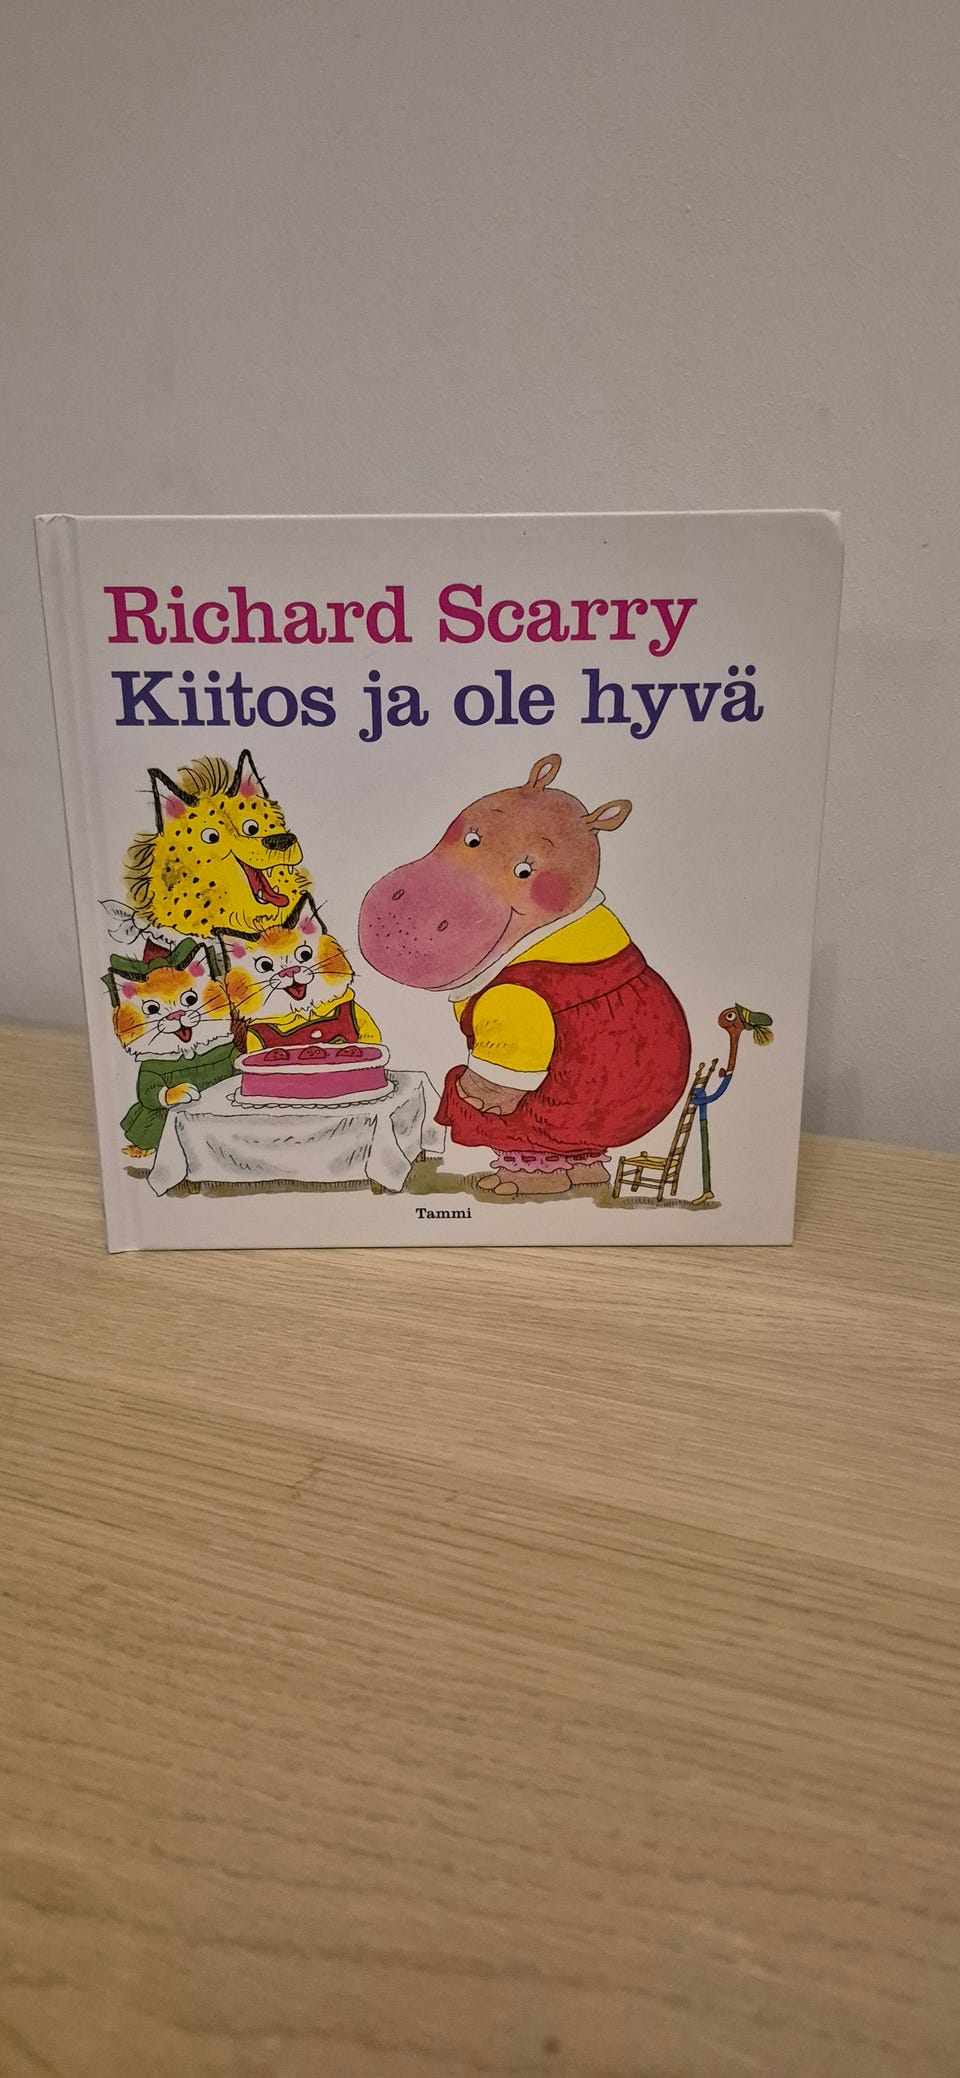 Richard Scarry
Kiitos ja ole hyvä
Tammi